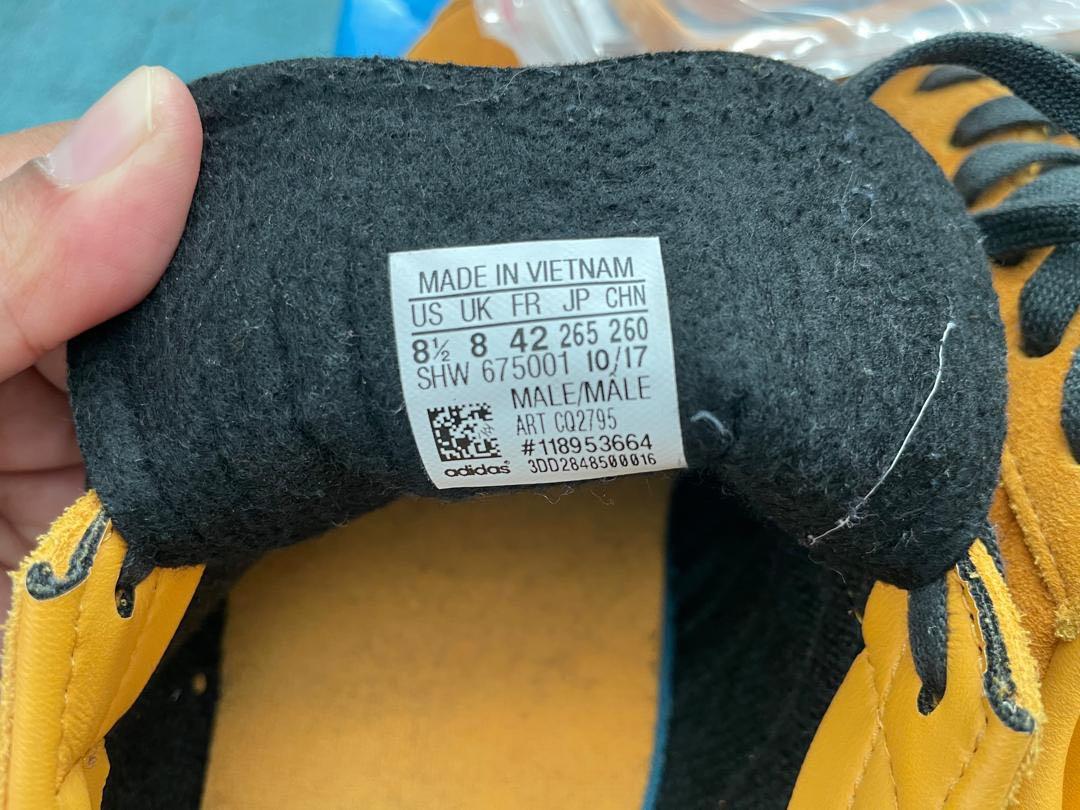 MADE IN VIETNAM
US UK FR JP CHN
8½ 8 42 265 260
SHW 675001 10/17
MALE/MÂLE
ART CQ2795
#118953664
adidas® 3DD2848500016